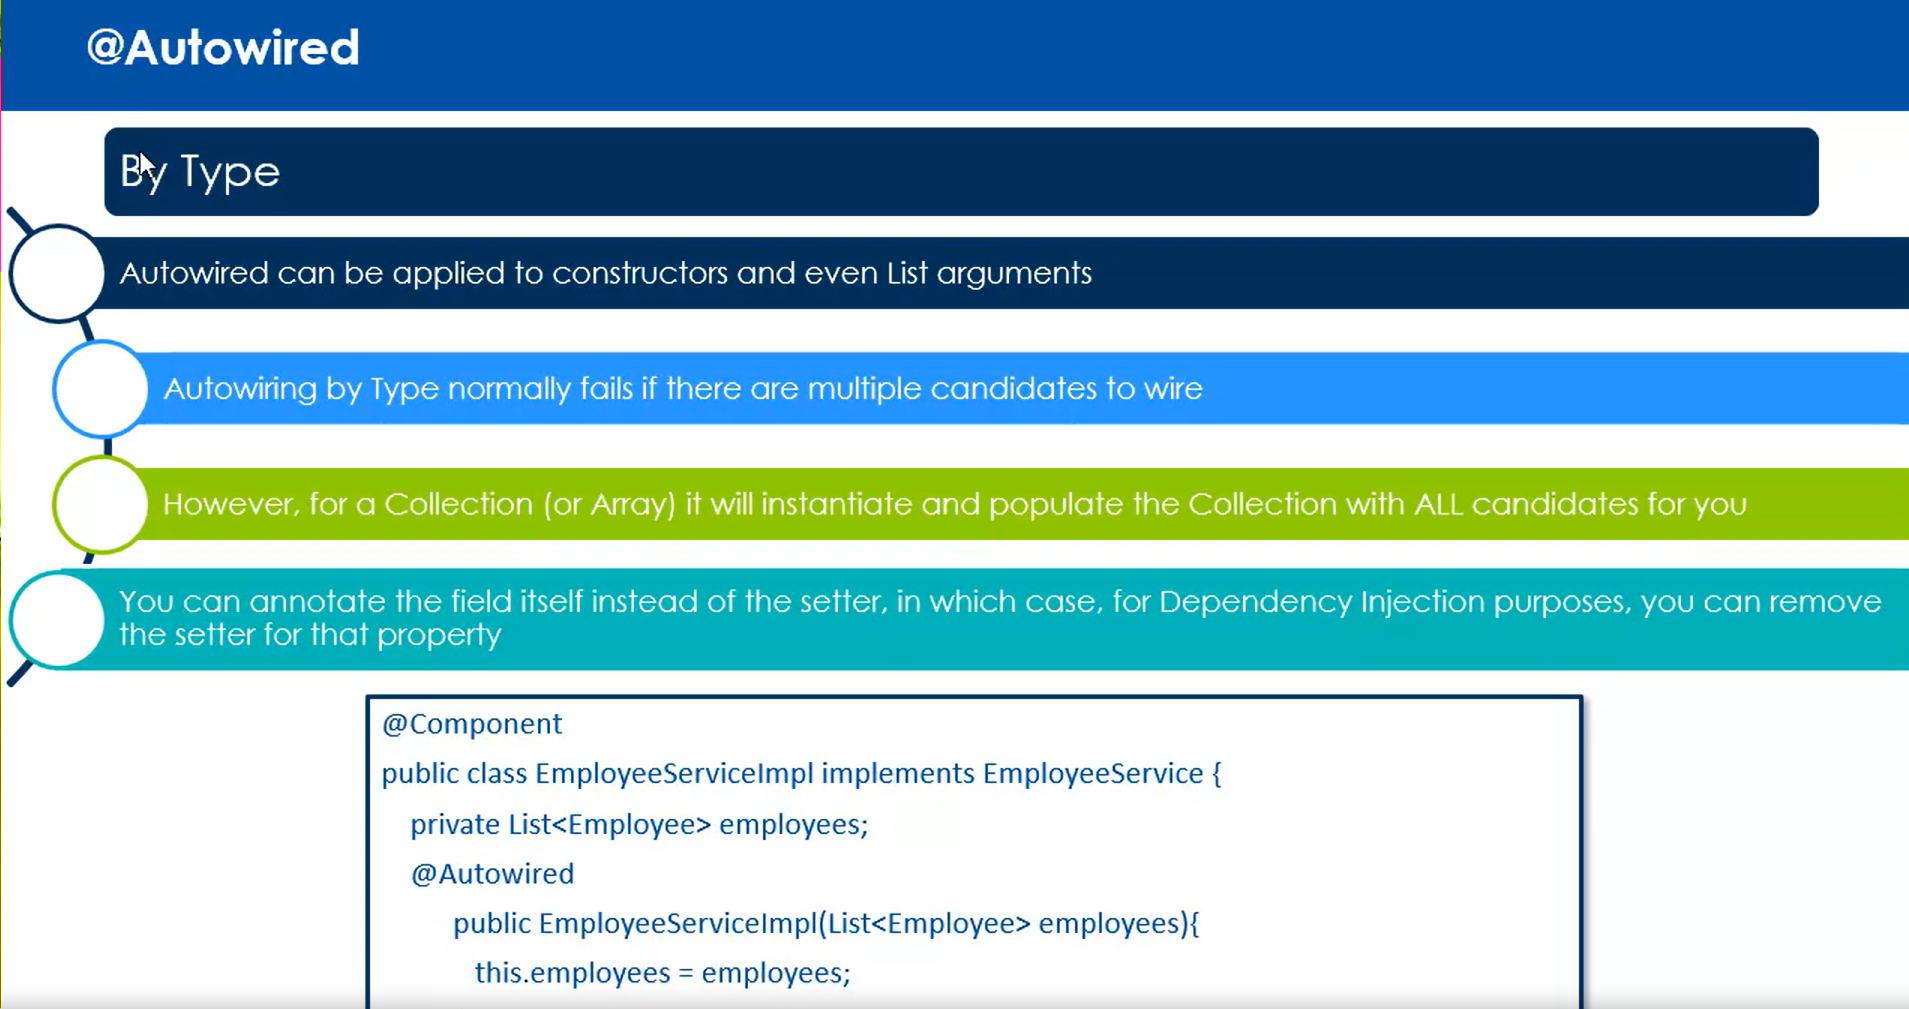 @Autowired
By Type
Autowired can be applied to constructors and even List arguments
Autowiring by Type normally fails if there are multiple candidates to wire
However, for a Collection (or Array) it will instantiate and populate the Collection with ALL candidates for you
You can annotate the field itself instead of the setter, in which case, for Dependency Injection purposes, you can remove
the setter for that property
@Component
public class EmployeeServiceImpl implements EmployeeService {
private List<Employee> employees;
@Autowired
public EmployeeServiceImpl(List<Employee> employees){
this.employees = employees;